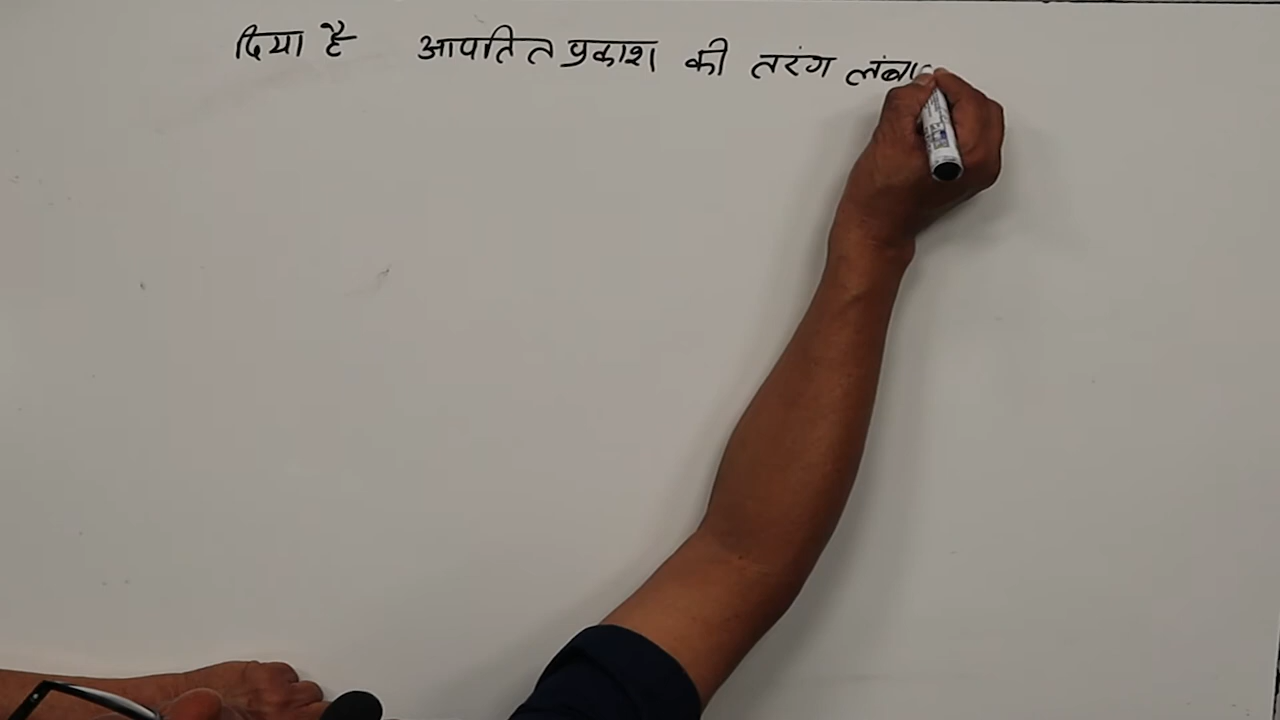 दिया है आपतित प्रकाश की तरंग लंबा